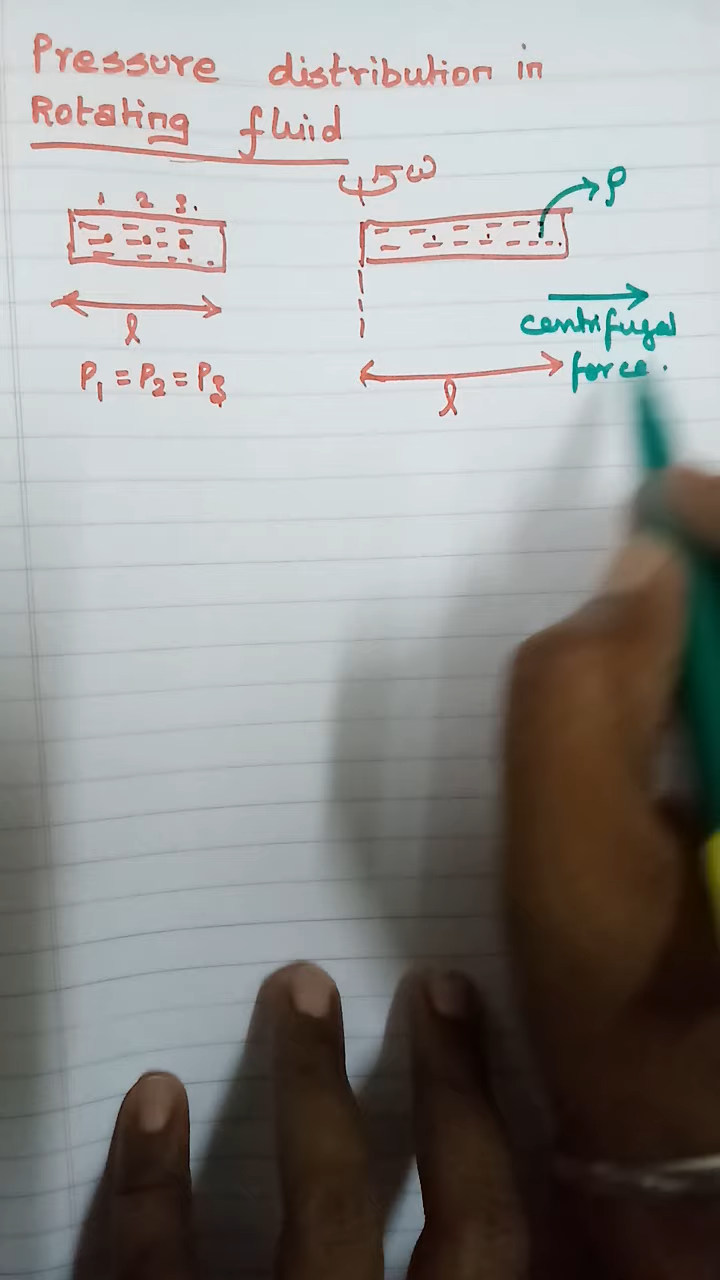 Pressure distribution in
Rotating fluid
ω
1 2 3.
ρ
l
P₁ = P₂ = P₃
centrifugal
force.
l